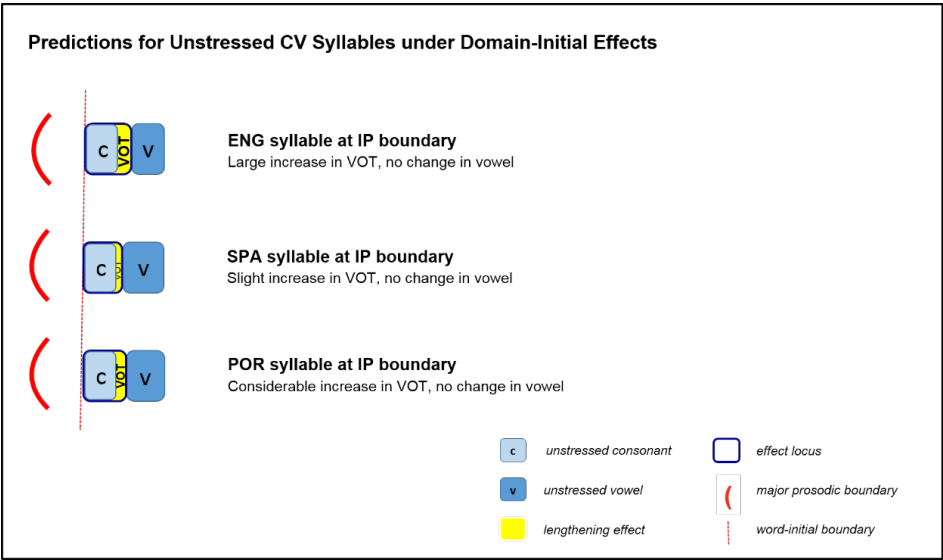 Predictions for Unstressed CV Syllables under Domain-Initial Effects
C VOT V
ENG syllable at IP boundary
Large increase in VOT, no change in vowel
C VOT V
SPA syllable at IP boundary
Slight increase in VOT, no change in vowel
C VOT V
POR syllable at IP boundary
Considerable increase in VOT, no change in vowel
c unstressed consonant
effect locus
v unstressed vowel
( major prosodic boundary
lengthening effect
word-initial boundary